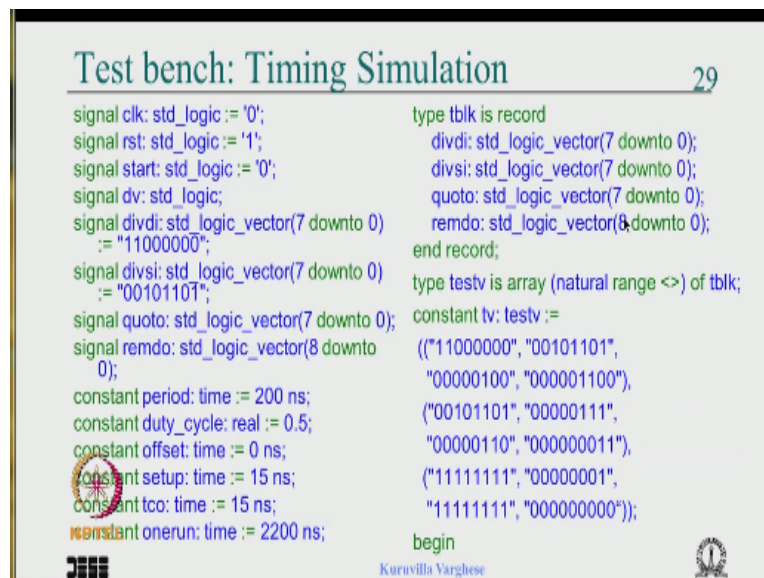 Test bench: Timing Simulation
29
signal clk: std_logic := '0';
signal rst: std_logic := '1';
signal start: std_logic := '0';
signal dv: std_logic;
signal divdi: std_logic_vector(7 downto 0)
:= "11000000";
signal divsi: std_logic_vector(7 downto 0)
:= "00101101";
signal quoto: std_logic_vector(7 downto 0);
signal remdo: std_logic_vector(8 downto
0);
constant period: time := 200 ns;
constant duty_cycle: real := 0.5;
constant offset: time := 0 ns;
constant setup: time := 15 ns;
constant tco: time := 15 ns;
constant onerun: time := 2200 ns;
type tblk is record
divdi: std_logic_vector(7 downto 0);
divsi: std_logic_vector(7 downto 0);
quoto: std_logic_vector(7 downto 0);
remdo: std_logic_vector(8 downto 0);
end record;
type testv is array (natural range <>) of tblk;
constant tv: testv :=
(("11000000", "00101101",
"00000100", "000001100"),
("00101101", "00000111",
"00000110", "000000011"),
("11111111", "00000001",
"11111111", "000000000"));
begin
Kuruvilla Varghese